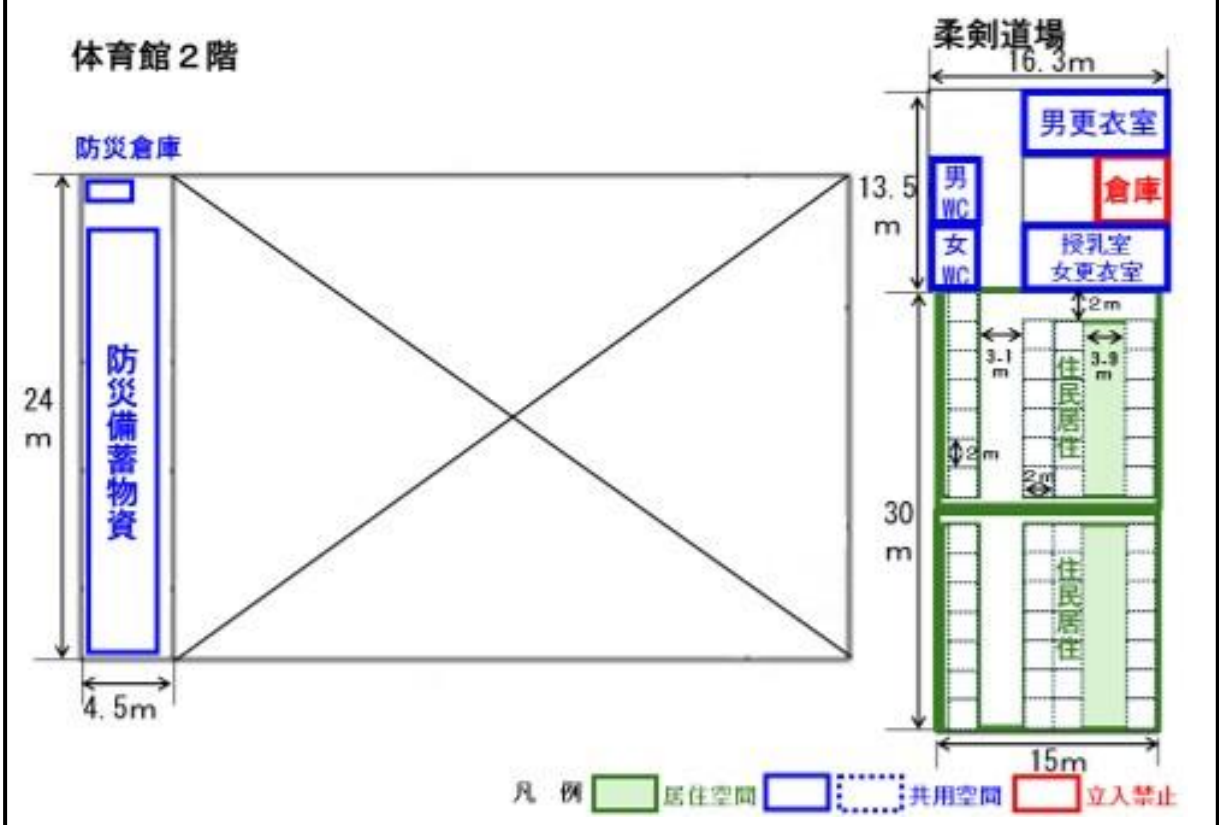 体育館２階
防災倉庫
防災備蓄物資
24
m
4.5m
柔剣道場
16.3m
13.5
m
男更衣室
男
WC
倉庫
女
WC
授乳室
女更衣室
2m
3.1
m
住民居住
3.9
m
2m
2m
30
m
住民居住
15m
凡 例 居住空間 共用空間 立入禁止